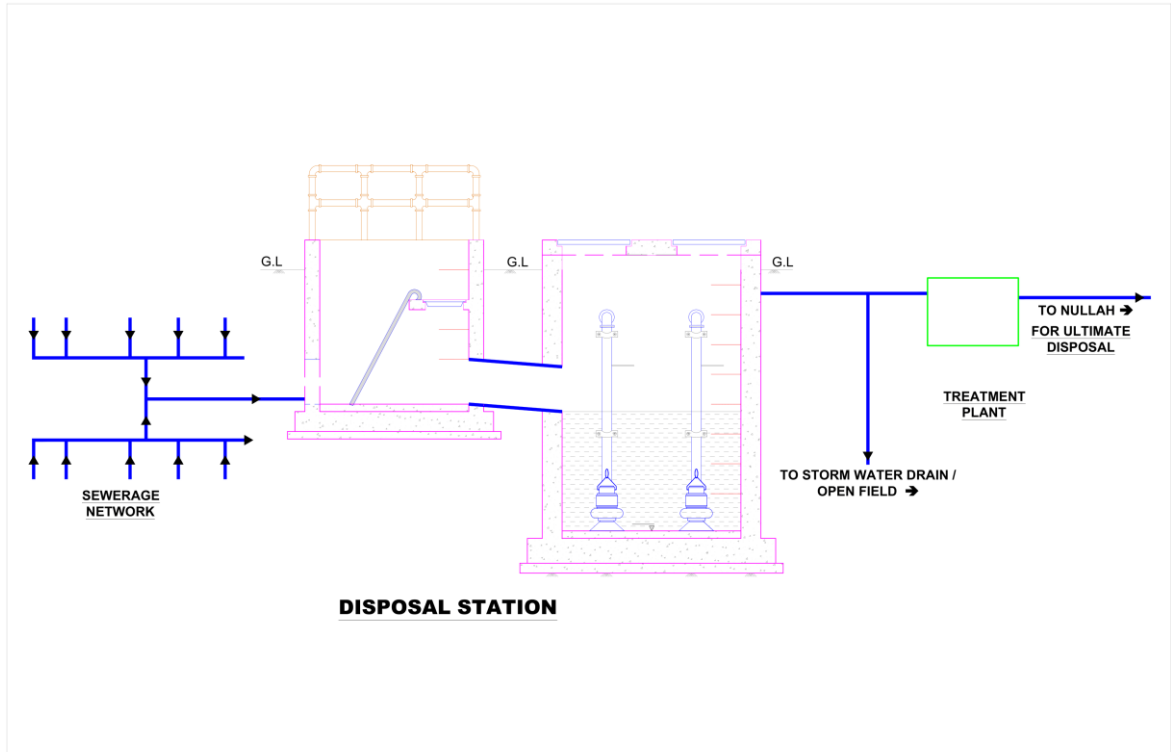 G.L
G.L
G.L
TO NULLAH →
FOR ULTIMATE
DISPOSAL
TREATMENT
PLANT
TO STORM WATER DRAIN /
OPEN FIELD →
SEWERAGE
NETWORK
DISPOSAL STATION